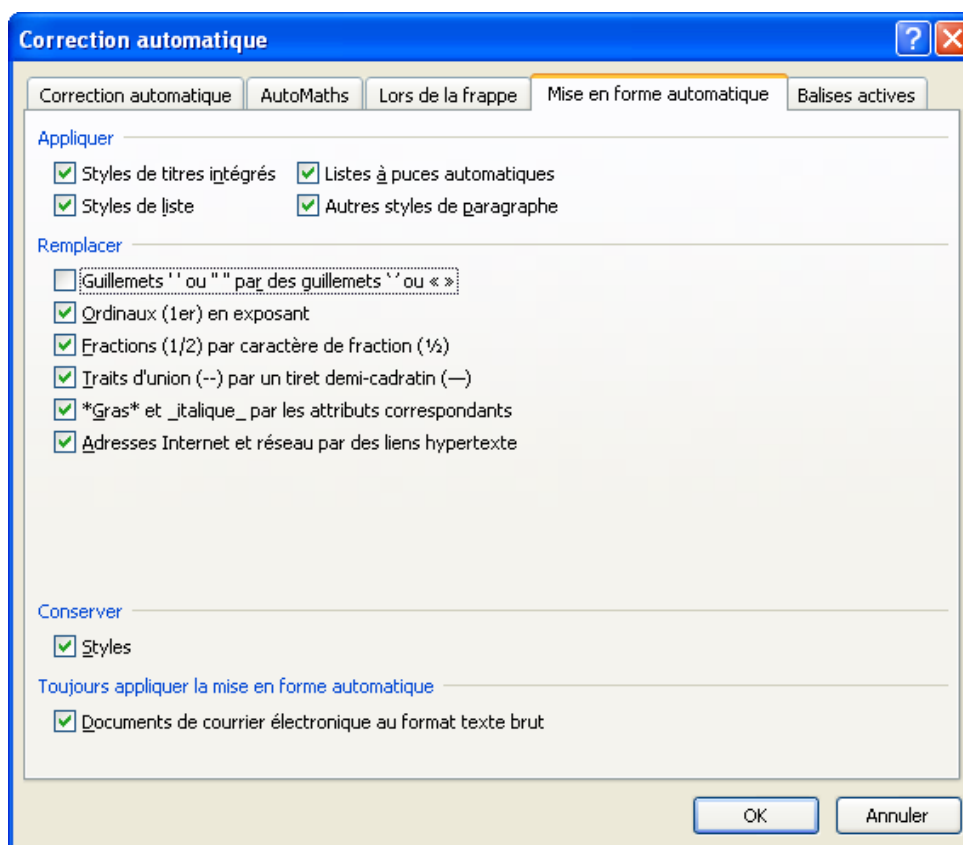 Correction automatique
Correction automatique AutoMaths Lors de la frappe Mise en forme automatique Balises actives
Appliquer
Styles de titres intégrés Listes à puces automatiques
Styles de liste Autres styles de paragraphe
Remplacer
Guillemets ' ' ou " " par des guillemets ‘ ’ ou « »
Ordinaux (1er) en exposant
Fractions (1/2) par caractère de fraction (½)
Traits d'union (--) par un tiret demi-cadratin (—)
*Gras* et _italique_ par les attributs correspondants
Adresses Internet et réseau par des liens hypertexte
Conserver
Styles
Toujours appliquer la mise en forme automatique
Documents de courrier électronique au format texte brut
OK Annuler